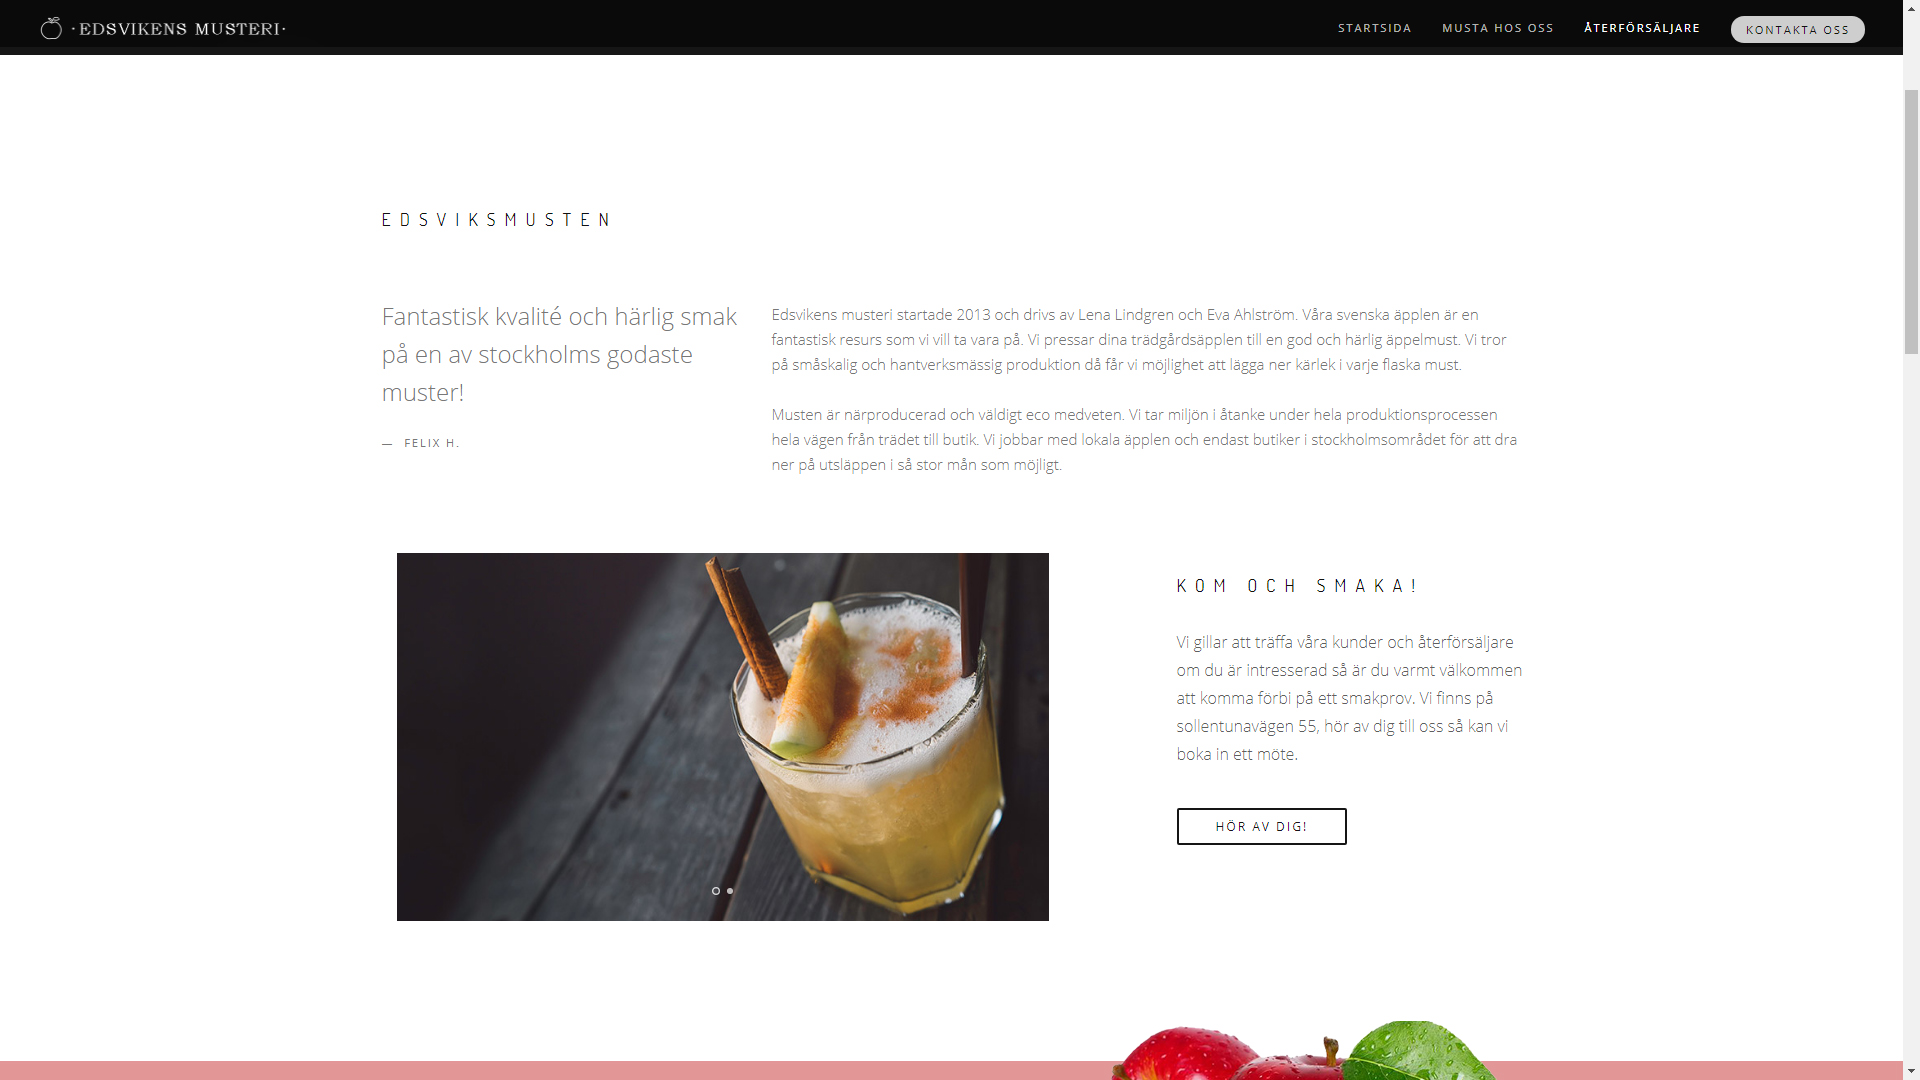 ·EDSVIKENS MUSTERI·
STARTSIDA
MUSTA HOS OSS
ÅTERFÖRSÄLJARE
KONTAKTA OSS
EDSVIKSMUSTEN
Fantastisk kvalité och härlig smak
på en av stockholms godaste
muster!
— FELIX H.
Edsvikens musteri startade 2013 och drivs av Lena Lindgren och Eva Ahlström. Våra svenska äpplen är en
fantastisk resurs som vi vill ta vara på. Vi pressar dina trädgårdsäpplen till en god och härlig äppelmust. Vi tror
på småskalig och hantverksmässig produktion då får vi möjlighet att lägga ner kärlek i varje flaska must.
Musten är närproducerad och väldigt eco medveten. Vi tar miljön i åtanke under hela produktionsprocessen
hela vägen från trädet till butik. Vi jobbar med lokala äpplen och endast butiker i stockholmsområdet för att dra
ner på utsläppen i så stor mån som möjligt.
KOM OCH SMAKA!
Vi gillar att träffa våra kunder och återförsäljare
om du är intresserad så är du varmt välkommen
att komma förbi på ett smakprov. Vi finns på
sollentunavägen 55, hör av dig till oss så kan vi
boka in ett möte.
HÖR AV DIG!